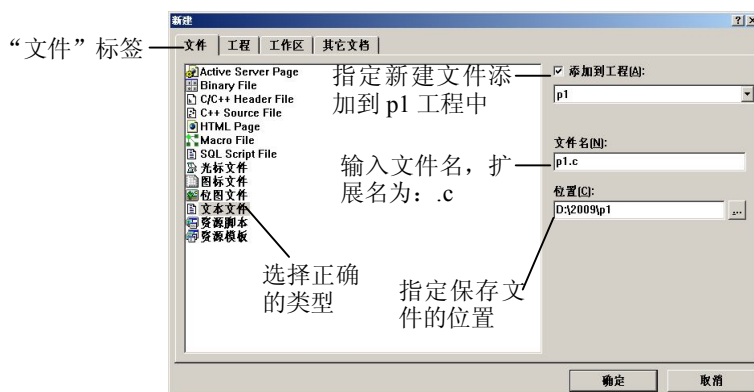 新建
“文件”标签
文件 工程 工作区 其它文档
Active Server Page
Binary File
C/C++ Header File
C++ Source File
HTML Page
Macro File
SQL Script File
光标文件
图标文件
位图文件
文本文件
资源脚本
资源模板
指定新建文件添
加到 p1 工程中
添加到工程(A):
p1
输入文件名，扩
展名为：.c
文件名(N):
p1.c
位置(C):
D:\2009\p1
...
选择正确
的类型
指定保存文
件的位置
确定 取消